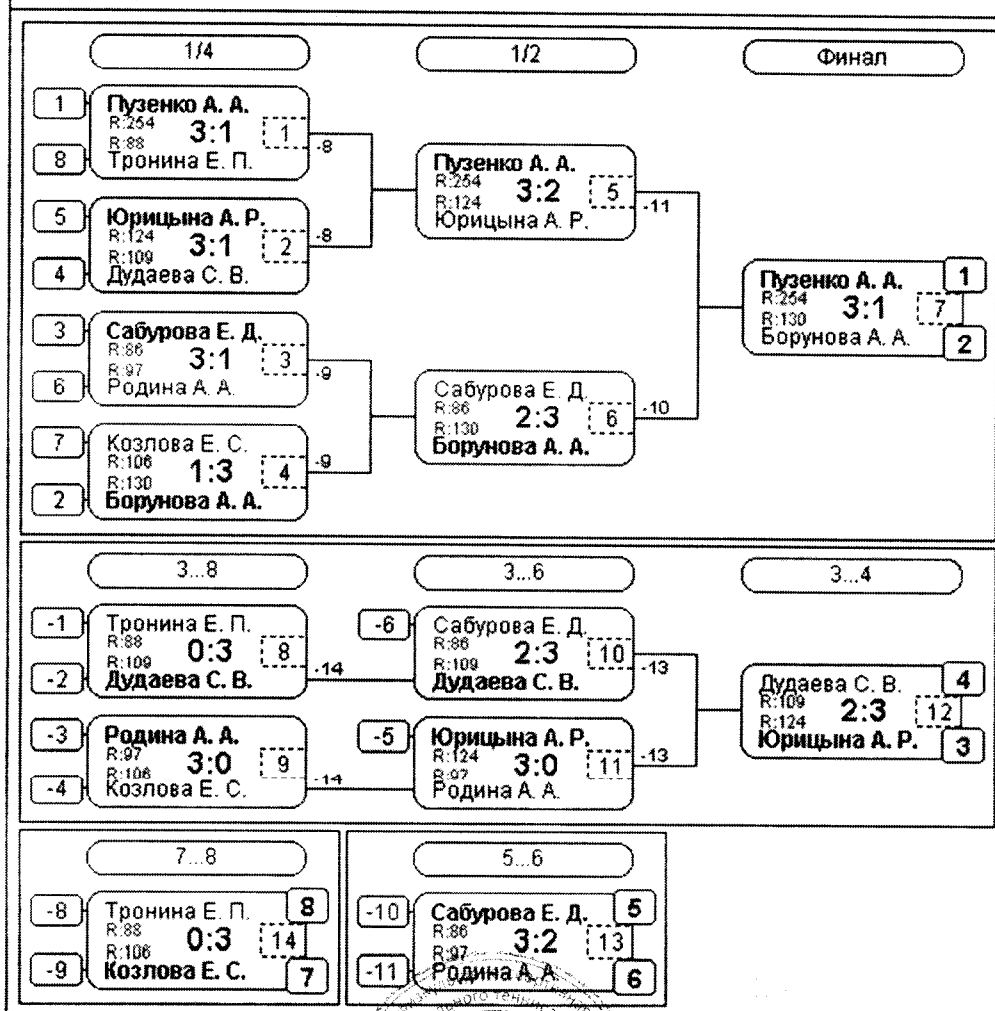 1/4
1/2
Финал
1
Пузенко А. А.
R:254
3:1
1
R:88
8
Тронина Е. П.
-8
5
Юрицына А. Р.
R:124
3:1
2
R:109
4
Дудаева С. В.
-8
3
Сабурова Е. Д.
R:86
3:1
3
R:97
6
Родина А. А.
-9
7
Козлова Е. С.
R:106
1:3
4
R:130
2
Борунова А. А.
-9
Пузенко А. А.
R:254
3:2
5
R:124
Юрицына А. Р.
-11
Сабурова Е. Д.
R:86
2:3
6
R:130
Борунова А. А.
-10
Пузенко А. А.
1
R:254
3:1
7
R:130
Борунова А. А.
2
3...8
3...6
3...4
-1
Тронина Е. П.
R:88
0:3
8
R:109
-2
Дудаева С. В.
-14
-3
Родина А. А.
R:97
3:0
9
R:106
-4
Козлова Е. С.
-14
-6
Сабурова Е. Д.
R:86
2:3
10
R:109
Дудаева С. В.
-13
-5
Юрицына А. Р.
R:124
3:0
11
R:97
Родина А. А.
-13
Дудаева С. В.
4
R:109
2:3
12
R:124
Юрицына А. Р.
3
7...8
5...6
-8
Тронина Е. П.
8
R:88
0:3
14
R:106
-9
Козлова Е. С.
7
-10
Сабурова Е. Д.
5
R:86
3:2
13
R:97
-11
Родина А. А.
6